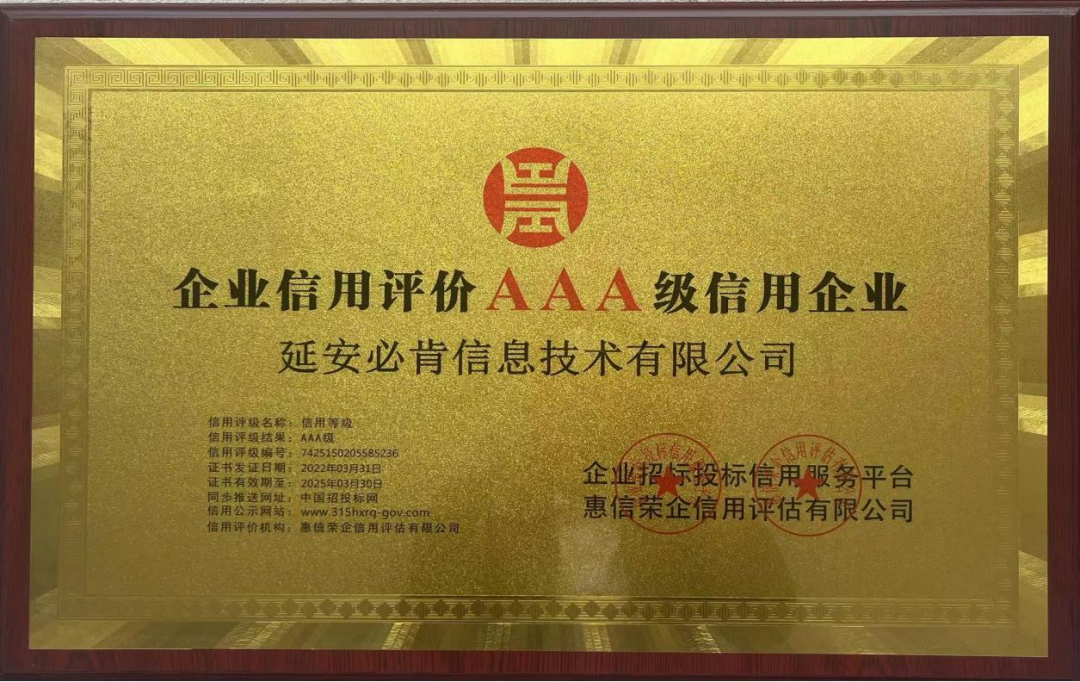 企业信用评价AAA级信用企业
延安必肯信息技术有限公司
信用评级名称：信用等级
信用评级结果：AAA级
信用评级编号：7425150205585236
证书发证日期：2022年03月31日
证书有效期至：2025年03月30日
同步推送网址：中国招投标网
信用公示网站：www.315hxrq-gov.com
信用评价机构：惠信荣企信用评估有限公司
企业招标投标信用服务平台
惠信荣企信用评估有限公司